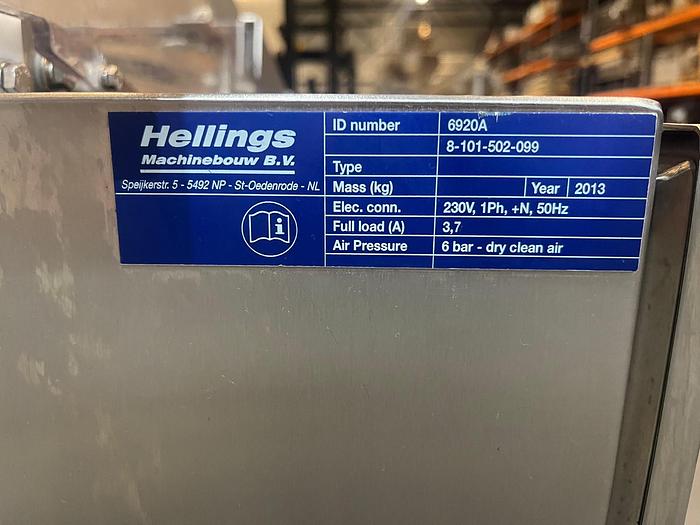 Hellings
Machinebouw B.V.
Speijkerstr. 5 - 5492 NP - St-Oedenrode - NL
ID number 6920A
8-101-502-099
Type
Mass (kg) Year 2013
Elec. conn. 230V, 1Ph, +N, 50Hz
Full load (A) 3,7
Air Pressure 6 bar - dry clean air